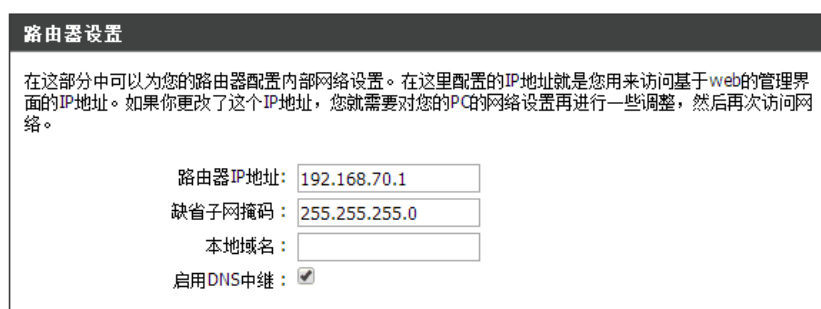 路由器设置
在这部分中可以为您的路由器配置内部网络设置。在这里配置的IP地址就是您用来访问基于web的管理界
面的IP地址。如果你更改了这个IP地址，您就需要对您的PC的网络设置再进行一些调整，然后再次访问网
络。
路由器IP地址: 192.168.70.1
缺省子网掩码： 255.255.255.0
本地域名：
启用DNS中继：